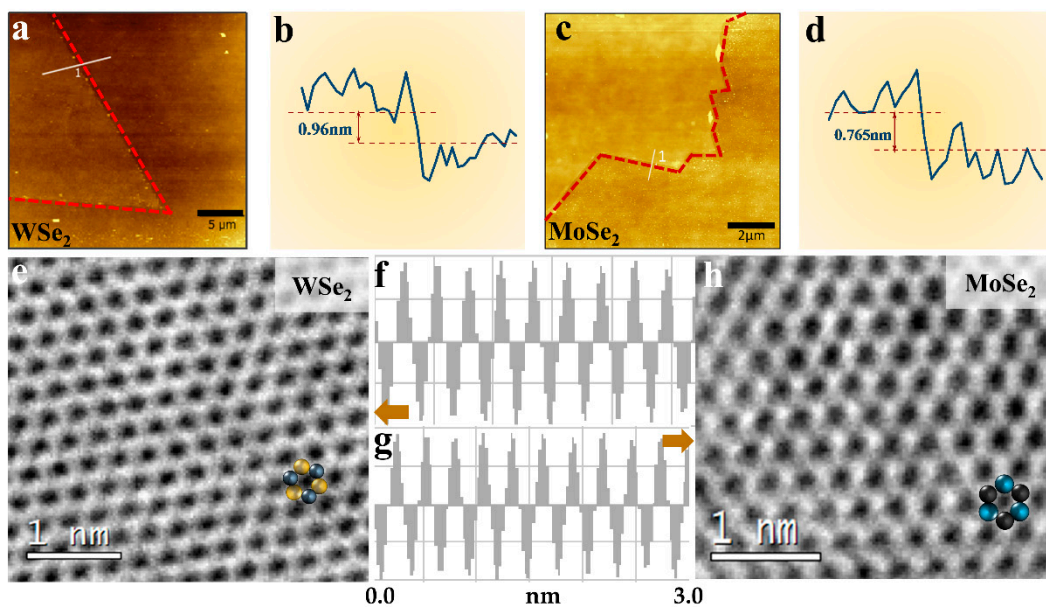 a
1
5 µm
WSe2
b
0.96nm
c
1
2µm
MoSe2
d
0.765nm
e
WSe2
1 nm
f
g
0.0 nm 3.0
h
MoSe2
1 nm